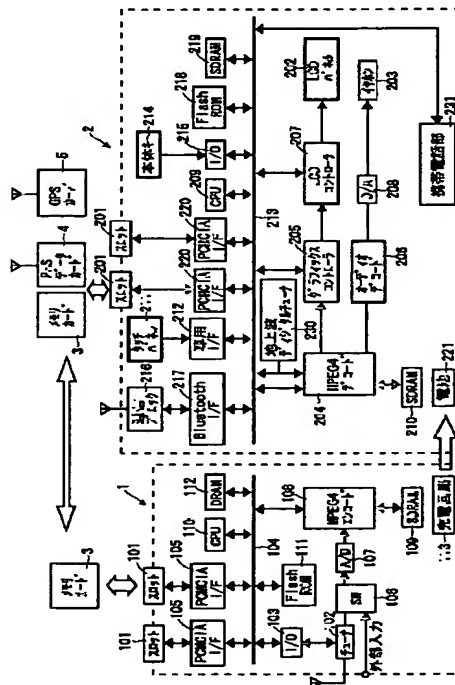 1
3
メモリカード
101
スロット
101
スロット
105
PCMCIA
I/F
105
PCMCIA
I/F
110
CPU
112
DRAM
104
103
I/O
111
Flash
ROM
108
MPEG4
エンコード
102
チューナ
外部入力
106
SW
107
A/D
109
SDRAM
113
充電回路
2
3
メモリカード
4
データ
カード
5
GPS
カード
201
スロット
201
スロット
216
217
Bluetooth
I/F
タッチ
パネル
212
専用
I/F
220
PCMCIA
I/F
220
PCMCIA
I/F
209
CPU
214
本体キー
215
I/O
218
Flash
ROM
219
SDRAM
213
230
地上波
ディジタルチューナ
204
MPEG4
デコード
205
グラフィックス
コントローラ
207
LCD
コントローラ
202
LCD
パネル
206
オーディオ
デコード
208
D/A
203
イヤホン
210
SDRAM
221
電池
231
携帯電話部